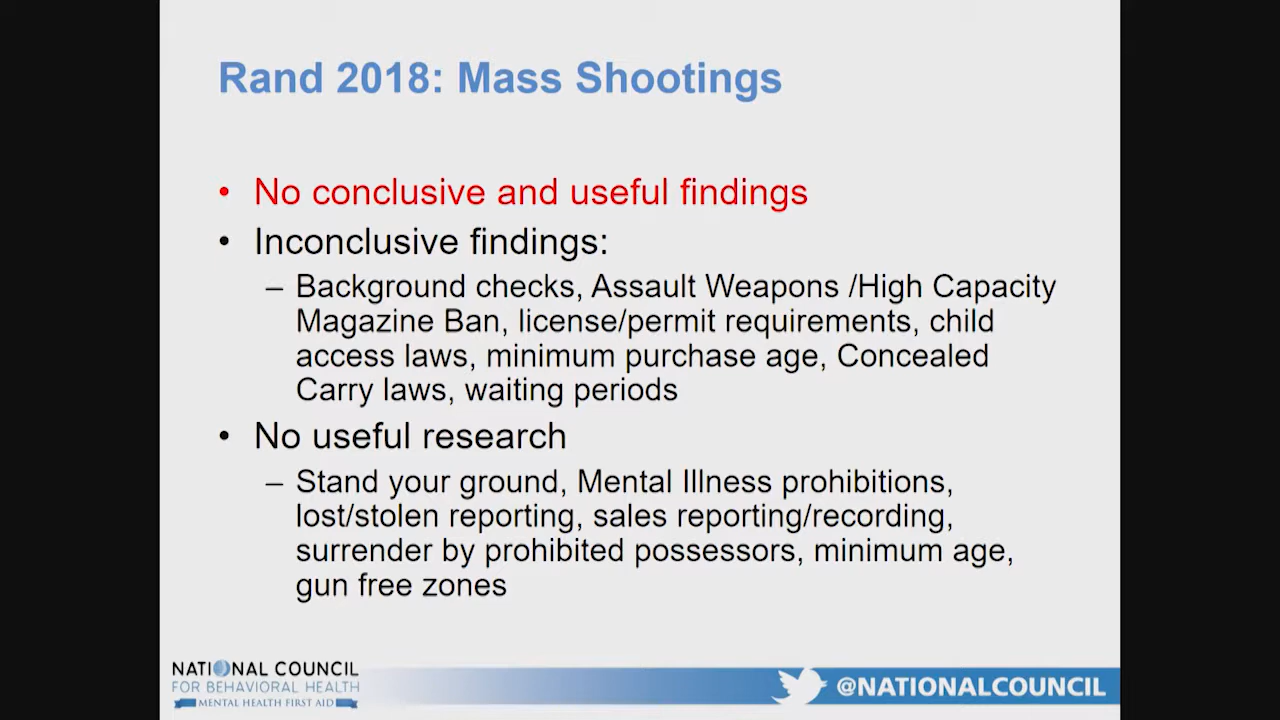 Rand 2018: Mass Shootings
• No conclusive and useful findings
• Inconclusive findings:
– Background checks, Assault Weapons /High Capacity
Magazine Ban, license/permit requirements, child
access laws, minimum purchase age, Concealed
Carry laws, waiting periods
• No useful research
– Stand your ground, Mental Illness prohibitions,
lost/stolen reporting, sales reporting/recording,
surrender by prohibited possessors, minimum age,
gun free zones
NATIONAL COUNCIL
FOR BEHAVIORAL HEALTH
MENTAL HEALTH FIRST AID
@NATIONALCOUNCIL